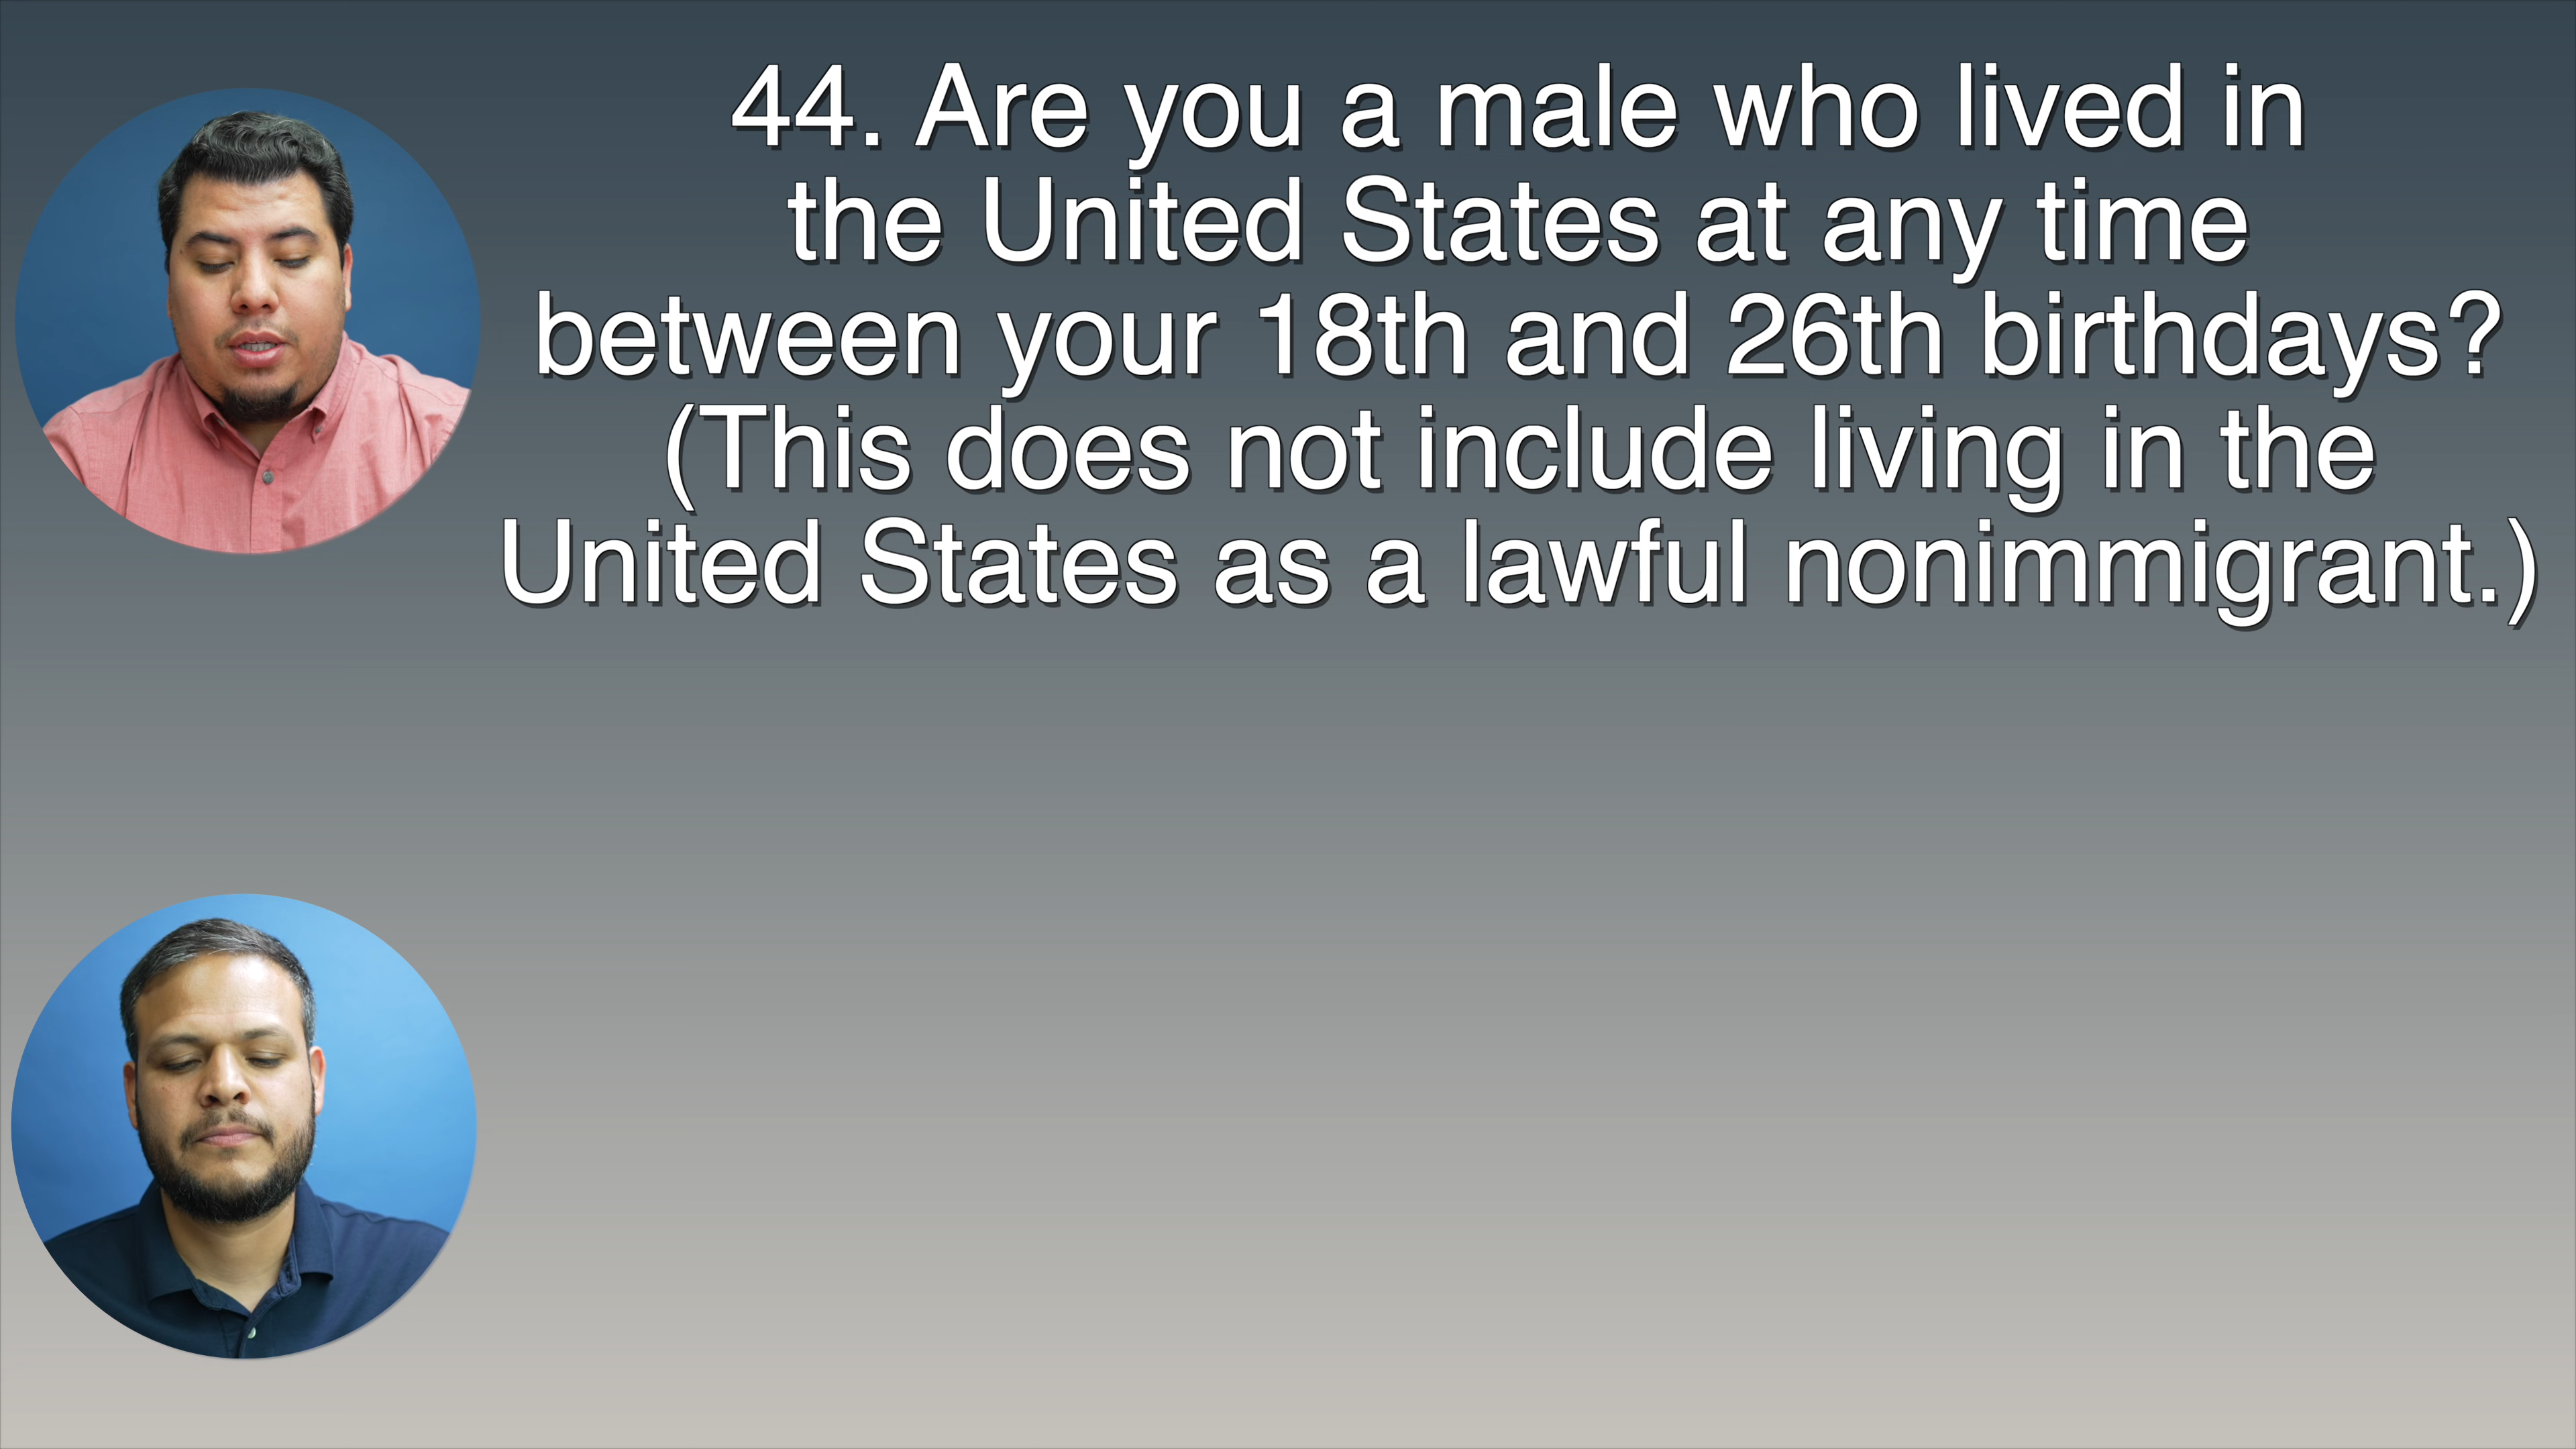 44. Are you a male who lived in
the United States at any time
between your 18th and 26th birthdays?
(This does not include living in the
United States as a lawful nonimmigrant.)